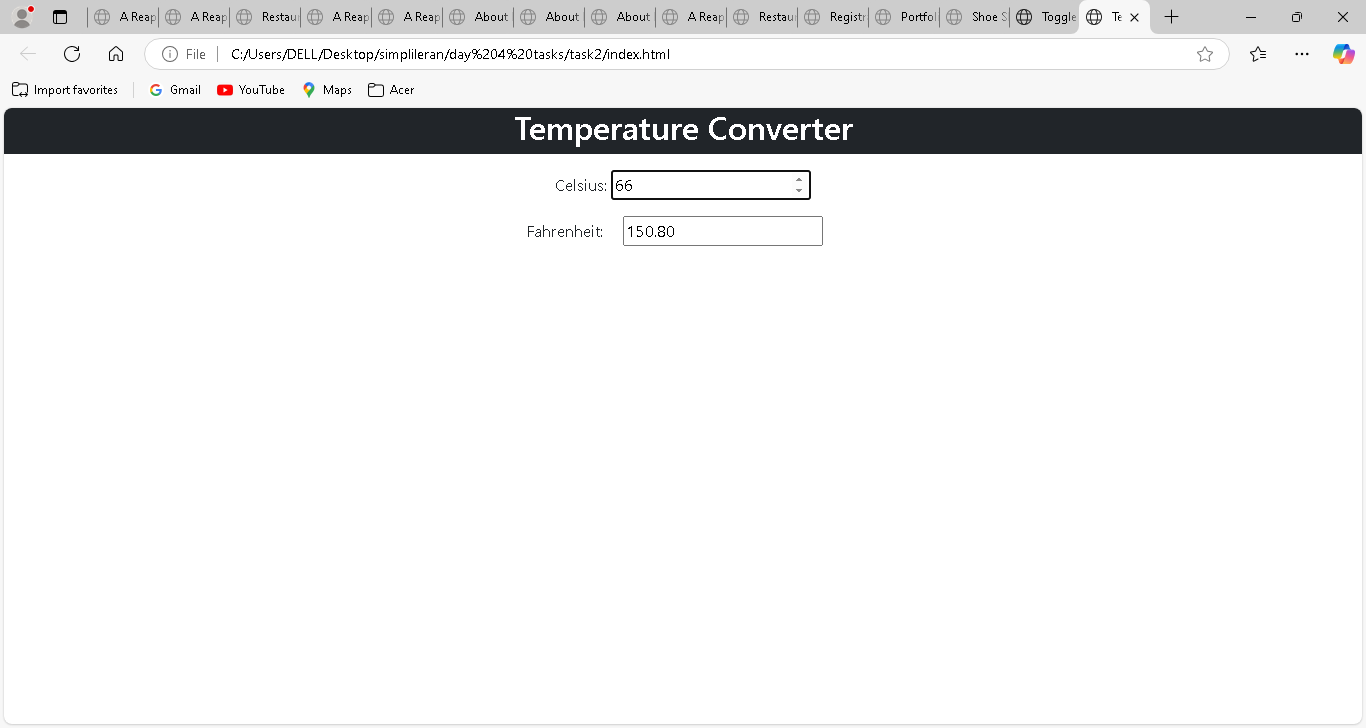 A Reap A Reap Restau A Reap A Reap About About About A Reap Restau Registr Portfol Shoe S Toggle Te
File C:/Users/DELL/Desktop/simplileran/day%204%20tasks/task2/index.html
Import favorites Gmail YouTube Maps Acer
Temperature Converter
Celsius: 66
Fahrenheit: 150.80